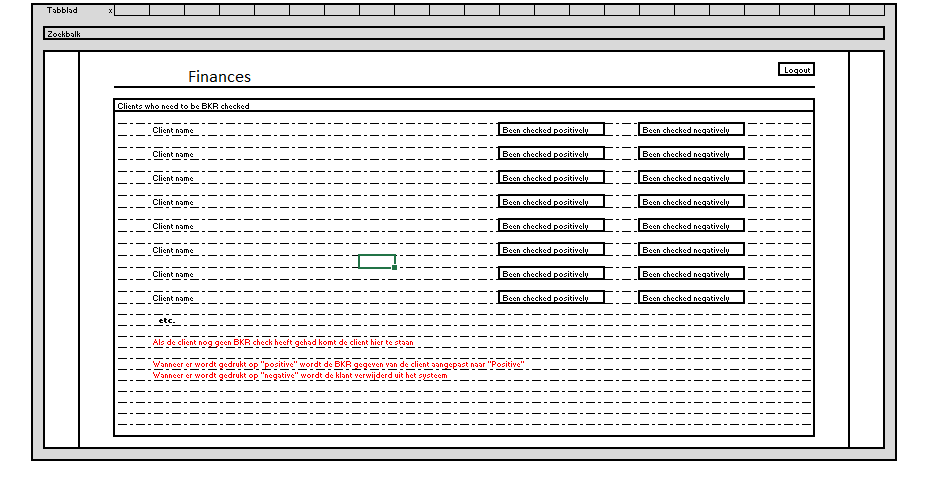 Tabblad x
Zoekbalk
Logout
Finances
Clients who need to be BKR checked
Client name Been checked positively Been checked negatively
Client name Been checked positively Been checked negatively
Client name Been checked positively Been checked negatively
Client name Been checked positively Been checked negatively
Client name Been checked positively Been checked negatively
Client name Been checked positively Been checked negatively
Client name Been checked positively Been checked negatively
Client name Been checked positively Been checked negatively
etc.
Als de client nog geen BKR check heeft gehad komt de client hier te staan
Wanneer er wordt gedrukt op "positive" wordt de BKR gegeven van de client aangepast naar "Positive"
Wanneer er wordt gedrukt op "negative" wordt de klant verwijderd uit het systeem